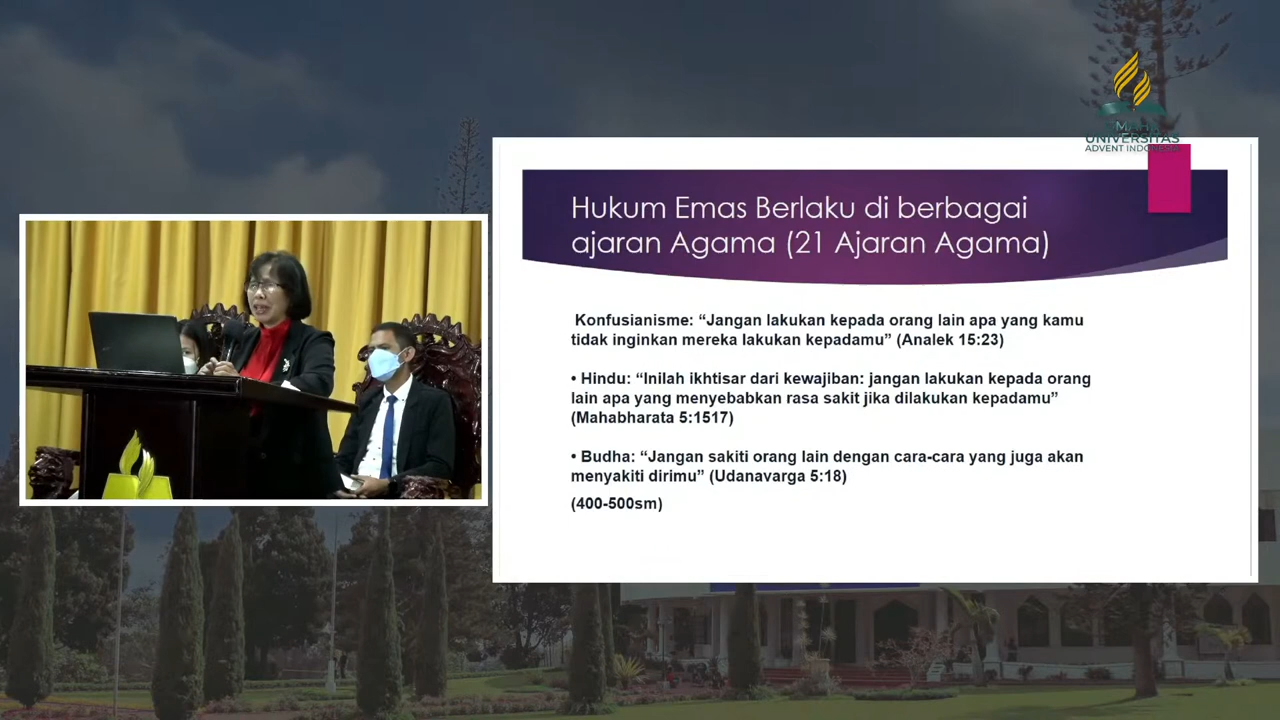 UNIVERSITAS
ADVENT INDONESIA
Hukum Emas Berlaku di berbagai
ajaran Agama (21 Ajaran Agama)
Konfusianisme: “Jangan lakukan kepada orang lain apa yang kamu
tidak inginkan mereka lakukan kepadamu” (Analek 15:23)
• Hindu: “Inilah ikhtisar dari kewajiban: jangan lakukan kepada orang
lain apa yang menyebabkan rasa sakit jika dilakukan kepadamu”
(Mahabharata 5:1517)
• Budha: “Jangan sakiti orang lain dengan cara-cara yang juga akan
menyakiti dirimu” (Udanavarga 5:18)
(400-500sm)